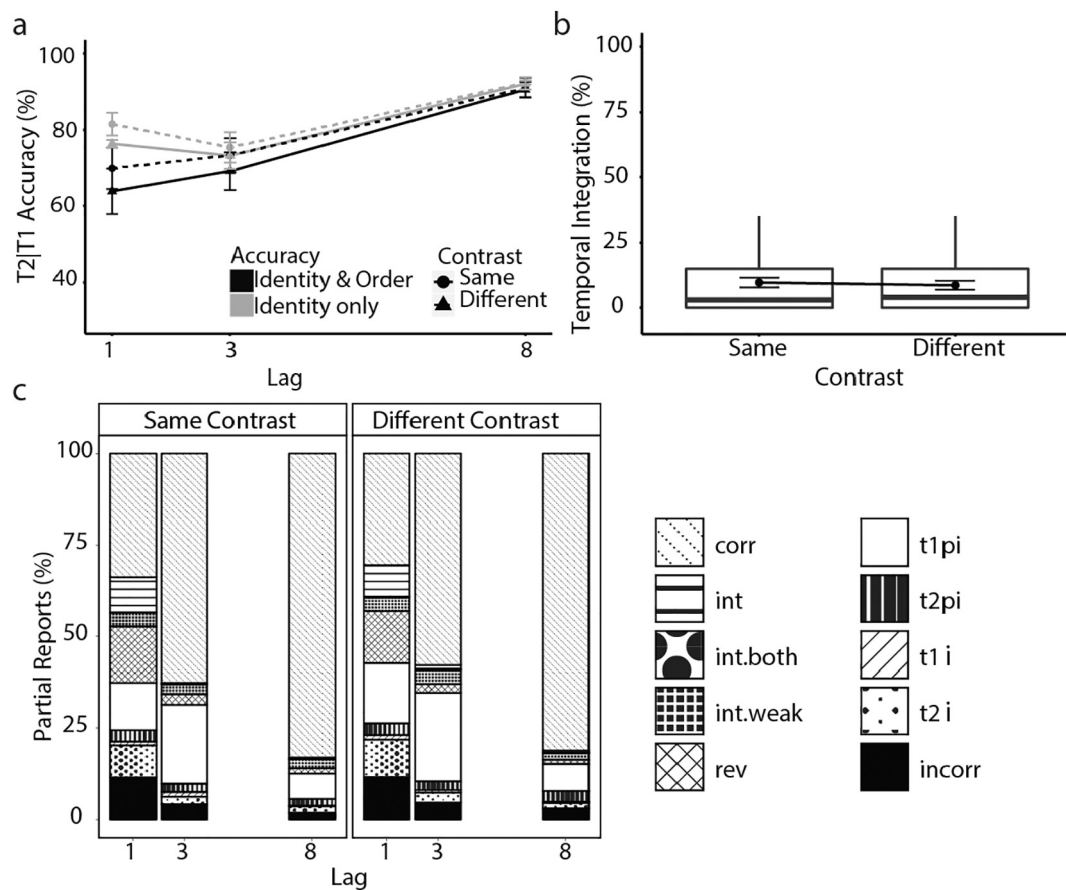 a
100
80
60
40
T2|T1 Accuracy (%)
Accuracy
Identity & Order
Identity only
Contrast
Same
Different
1
3
8
Lag
b
100
75
50
25
0
Temporal Integration (%)
Same
Different
Contrast
c
Same Contrast
Different Contrast
100
75
50
25
0
Partial Reports (%)
1
3
8
1
3
8
Lag
corr
int
int.both
int.weak
rev
t1pi
t2pi
t1 i
t2 i
incorr